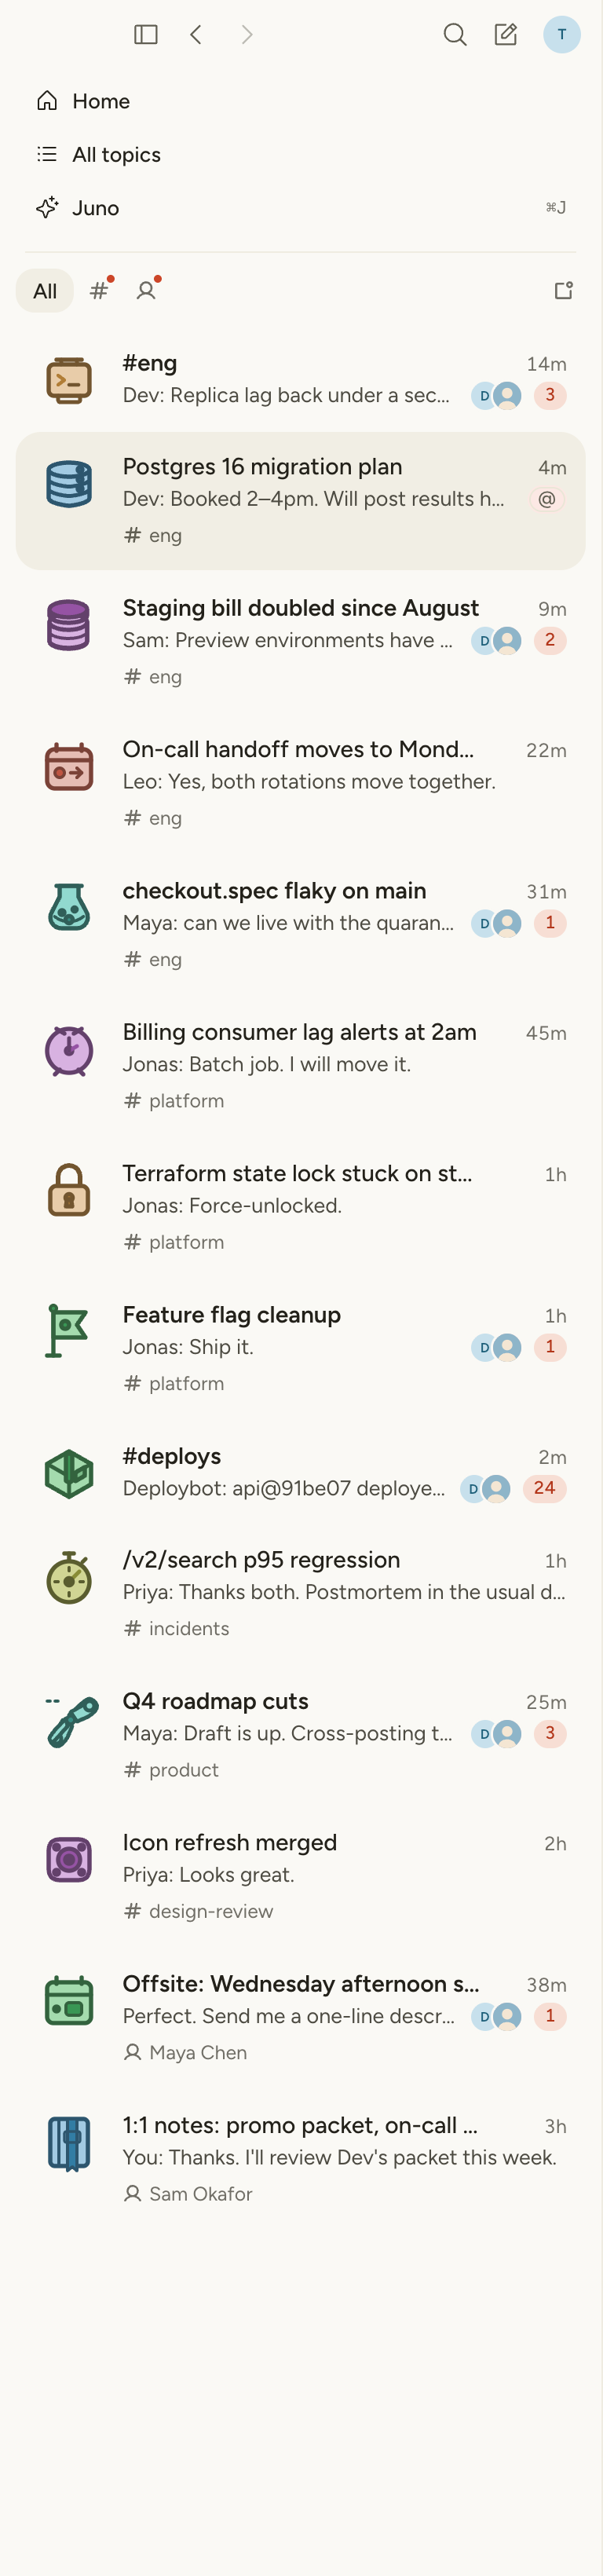 T
Home
All topics
Juno ⌘J
All
#eng 14m
Dev: Replica lag back under a sec... D 3
Postgres 16 migration plan 4m
Dev: Booked 2–4pm. Will post results h... @
# eng
Staging bill doubled since August 9m
Sam: Preview environments have ... D 2
# eng
On-call handoff moves to Mond... 22m
Leo: Yes, both rotations move together.
# eng
checkout.spec flaky on main 31m
Maya: can we live with the quaran... D 1
# eng
Billing consumer lag alerts at 2am 45m
Jonas: Batch job. I will move it.
# platform
Terraform state lock stuck on st... 1h
Jonas: Force-unlocked.
# platform
Feature flag cleanup 1h
Jonas: Ship it. D 1
# platform
#deploys 2m
Deploybot: api@91be07 deploye... D 24
/v2/search p95 regression 1h
Priya: Thanks both. Postmortem in the usual d...
# incidents
Q4 roadmap cuts 25m
Maya: Draft is up. Cross-posting t... D 3
# product
Icon refresh merged 2h
Priya: Looks great.
# design-review
Offsite: Wednesday afternoon s... 38m
Perfect. Send me a one-line descr... D 1
Maya Chen
1:1 notes: promo packet, on-call ... 3h
You: Thanks. I'll review Dev's packet this week.
Sam Okafor